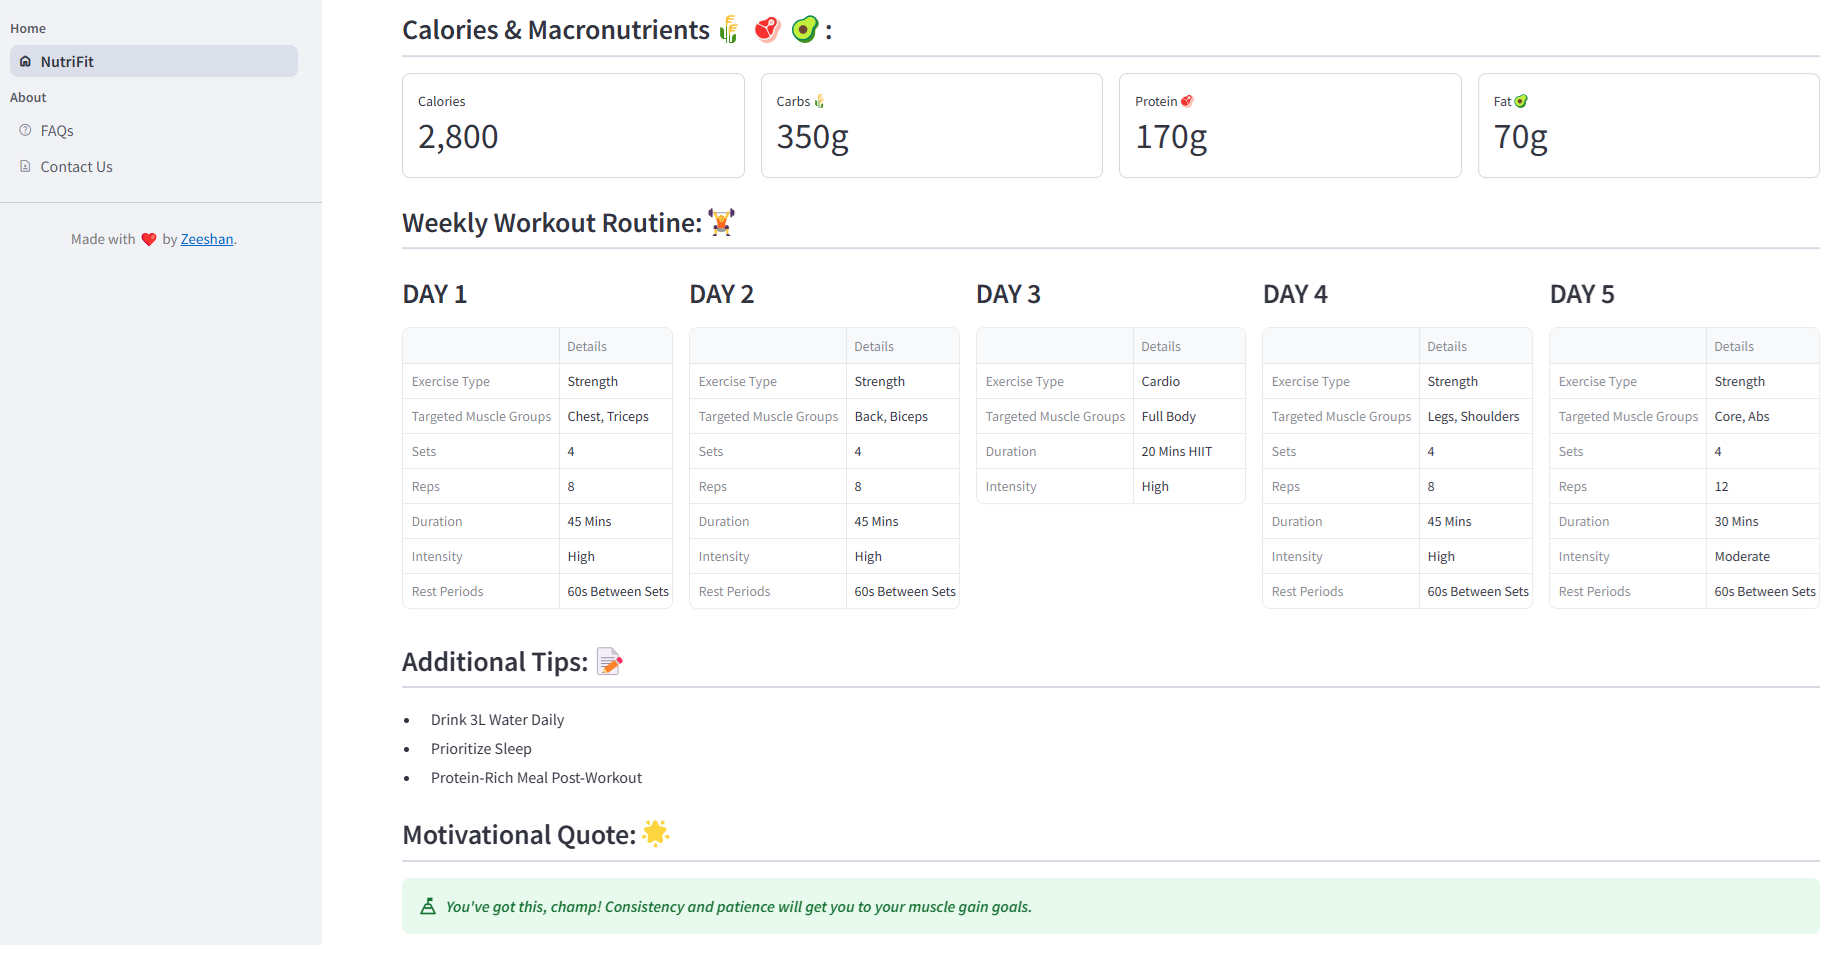 Home
NutriFit
About
FAQs
Contact Us
Made with ❤️ by Zeeshan.
Calories & Macronutrients 🌾 🥩 🥑 :
Calories
2,800
Carbs 🌾
350g
Protein 🥩
170g
Fat 🥑
70g
Weekly Workout Routine: 🏋️
DAY 1
Details
Exercise Type Strength
Targeted Muscle Groups Chest, Triceps
Sets 4
Reps 8
Duration 45 Mins
Intensity High
Rest Periods 60s Between Sets
DAY 2
Details
Exercise Type Strength
Targeted Muscle Groups Back, Biceps
Sets 4
Reps 8
Duration 45 Mins
Intensity High
Rest Periods 60s Between Sets
DAY 3
Details
Exercise Type Cardio
Targeted Muscle Groups Full Body
Duration 20 Mins HIIT
Intensity High
DAY 4
Details
Exercise Type Strength
Targeted Muscle Groups Legs, Shoulders
Sets 4
Reps 8
Duration 45 Mins
Intensity High
Rest Periods 60s Between Sets
DAY 5
Details
Exercise Type Strength
Targeted Muscle Groups Core, Abs
Sets 4
Reps 12
Duration 30 Mins
Intensity Moderate
Rest Periods 60s Between Sets
Additional Tips: 📝
• Drink 3L Water Daily
• Prioritize Sleep
• Protein-Rich Meal Post-Workout
Motivational Quote: 🌟
You've got this, champ! Consistency and patience will get you to your muscle gain goals.